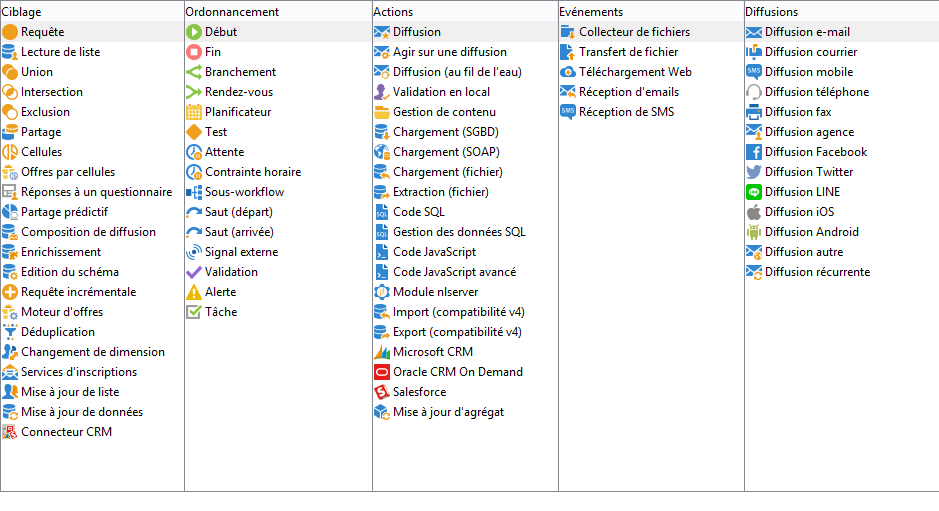 Ciblage
Requête
Lecture de liste
Union
Intersection
Exclusion
Partage
Cellules
Offres par cellules
Réponses à un questionnaire
Partage prédictif
Composition de diffusion
Enrichissement
Edition du schéma
Requête incrémentale
Moteur d'offres
Déduplication
Changement de dimension
Services d'inscriptions
Mise à jour de liste
Mise à jour de données
Connecteur CRM
Ordonnancement
Début
Fin
Branchement
Rendez-vous
Planificateur
Test
Attente
Contrainte horaire
Sous-workflow
Saut (départ)
Saut (arrivée)
Signal externe
Validation
Alerte
Tâche
Actions
Diffusion
Agir sur une diffusion
Diffusion (au fil de l'eau)
Validation en local
Gestion de contenu
Chargement (SGBD)
Chargement (SOAP)
Chargement (fichier)
Extraction (fichier)
SQL Code SQL
SQL Gestion des données SQL
Code JavaScript
Code JavaScript avancé
Module nlserver
Import (compatibilité v4)
Export (compatibilité v4)
Microsoft CRM
Oracle CRM On Demand
Salesforce
Mise à jour d'agrégat
Evénements
Collecteur de fichiers
Transfert de fichier
Téléchargement Web
Réception d'emails
SMS Réception de SMS
Diffusions
Diffusion e-mail
Diffusion courrier
SMS Diffusion mobile
Diffusion téléphone
Diffusion fax
Diffusion agence
Diffusion Facebook
Diffusion Twitter
Diffusion LINE
Diffusion iOS
Diffusion Android
Diffusion autre
Diffusion récurrente